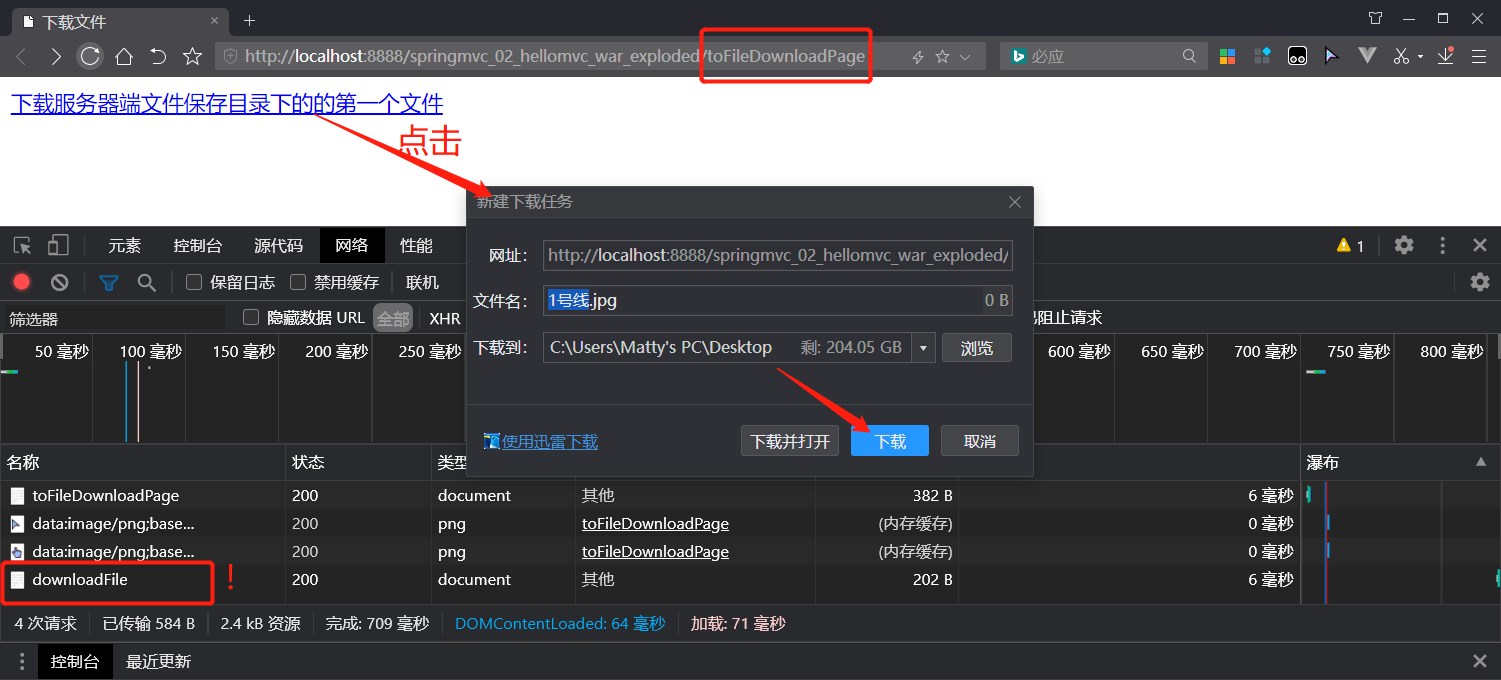 下载文件
http://localhost:8888/springmvc_02_hellomvc_war_exploded/toFileDownloadPage
必应
下载服务器端文件保存目录下的的第一个文件
点击
新建下载任务
网址: http://localhost:8888/springmvc_02_hellomvc_war_exploded/
文件名: 1号线.jpg 0 B
下载到: C:\Users\Matty's PC\Desktop 剩: 204.05 GB 浏览
使用迅雷下载 下载并打开 下载 取消
元素 控制台 源代码 网络 性能 1
保留日志 禁用缓存 联机
筛选器 隐藏数据 URL 全部 XHR 阻止请求
50 毫秒 100 毫秒 150 毫秒 200 毫秒 250 毫秒 600 毫秒 650 毫秒 700 毫秒 750 毫秒 800 毫秒
名称 状态 类型 瀑布
toFileDownloadPage 200 document 其他 382 B 6 毫秒
data:image/png;base... 200 png toFileDownloadPage (内存缓存) 0 毫秒
data:image/png;base... 200 png toFileDownloadPage (内存缓存) 0 毫秒
downloadFile ! 200 document 其他 202 B 6 毫秒
4 次请求 已传输 584 B 2.4 kB 资源 完成: 709 毫秒 DOMContentLoaded: 64 毫秒 加载: 71 毫秒
控制台 最近更新